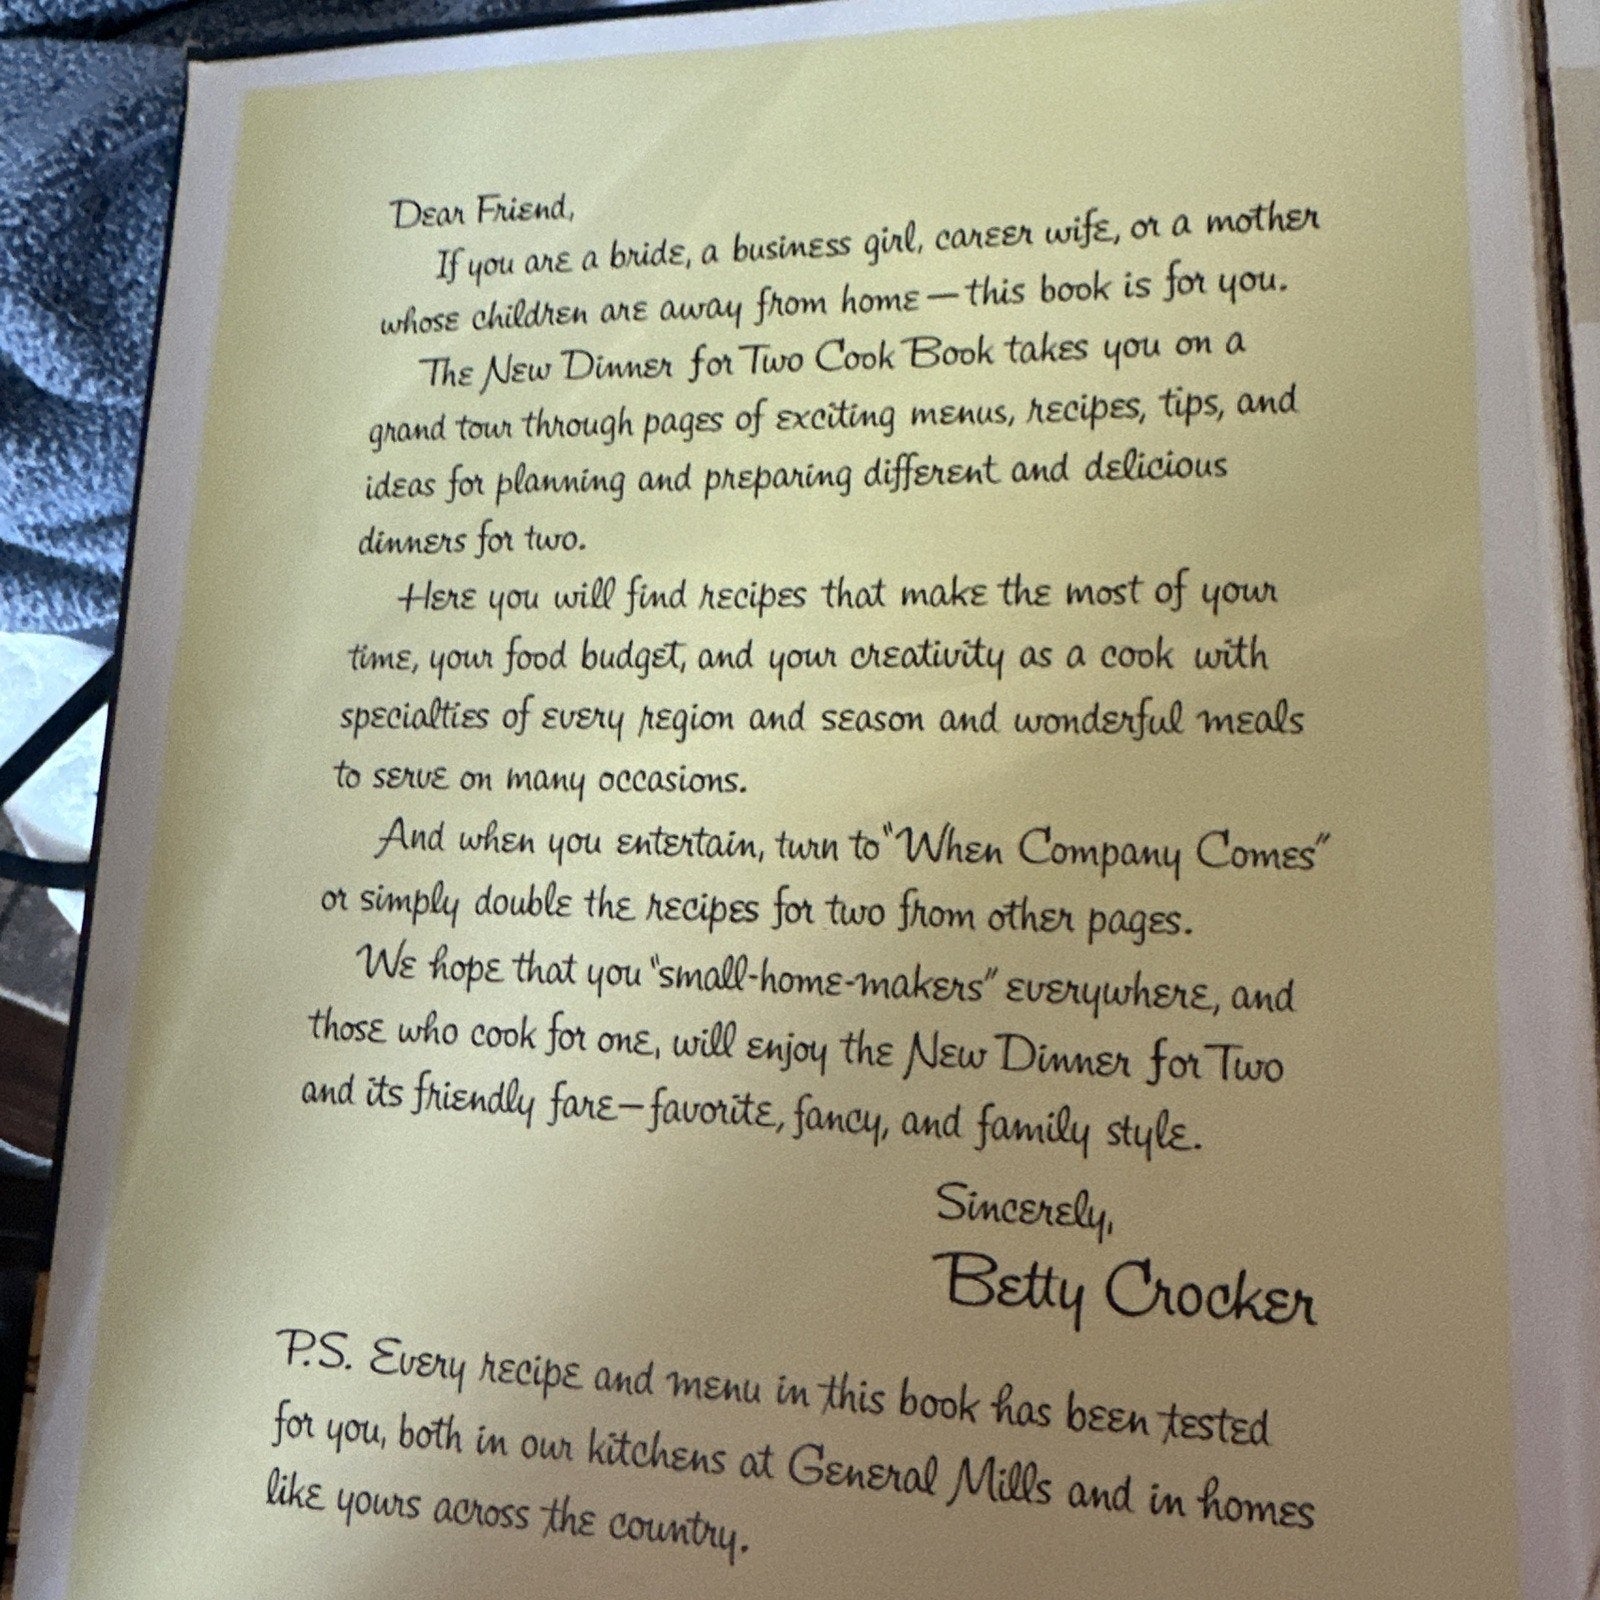 Dear Friend,
If you are a bride, a business girl, career wife, or a mother
whose children are away from home—this book is for you.
The New Dinner for Two Cook Book takes you on a
grand tour through pages of exciting menus, recipes, tips, and
ideas for planning and preparing different and delicious
dinners for two.
Here you will find recipes that make the most of your
time, your food budget, and your creativity as a cook with
specialties of every region and season and wonderful meals
to serve on many occasions.
And when you entertain, turn to "When Company Comes"
or simply double the recipes for two from other pages.
We hope that you "small-home-makers" everywhere, and
those who cook for one, will enjoy the New Dinner for Two
and its friendly fare—favorite, fancy, and family style.
Sincerely,
Betty Crocker
P.S. Every recipe and menu in this book has been tested
for you, both in our kitchens at General Mills and in homes
like yours across the country.